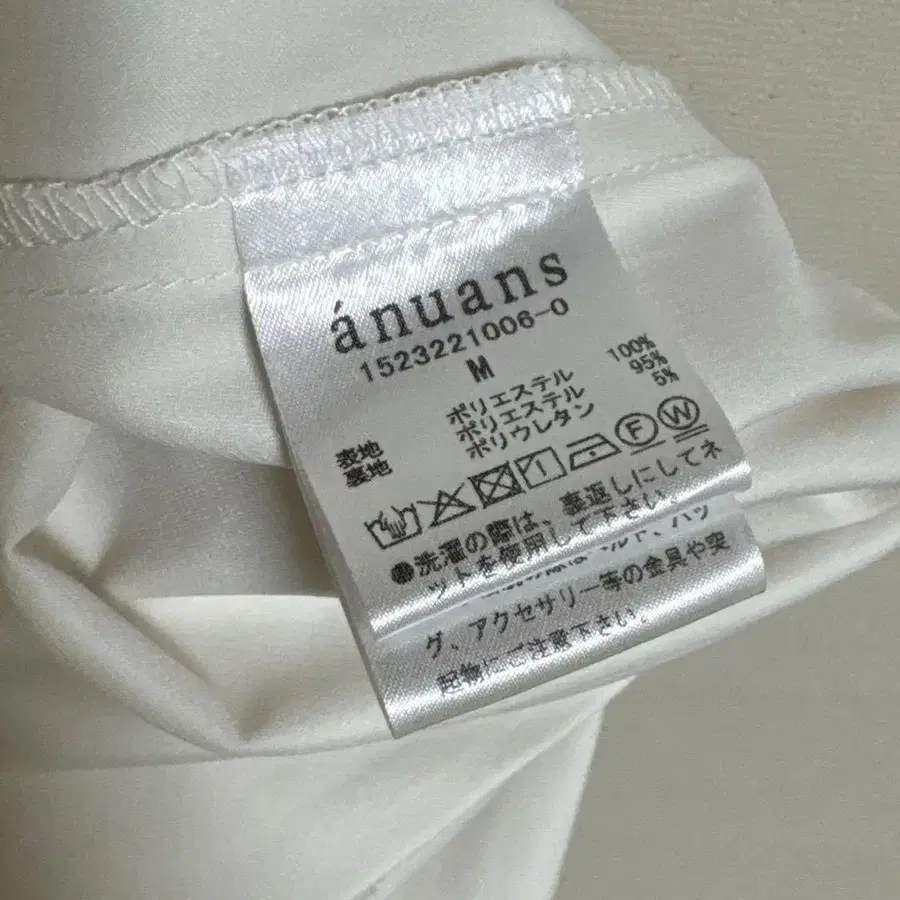 ánuans
1523221006-0
M
表地 ポリエステル 100%
裏地 ポリエステル 95%
ポリウレタン 5%
F W
●洗濯の際は、裏返しにしてネ
ットを使用して下さい。
グ、アクセサリー等の金具や突
起物にご注意下さい。